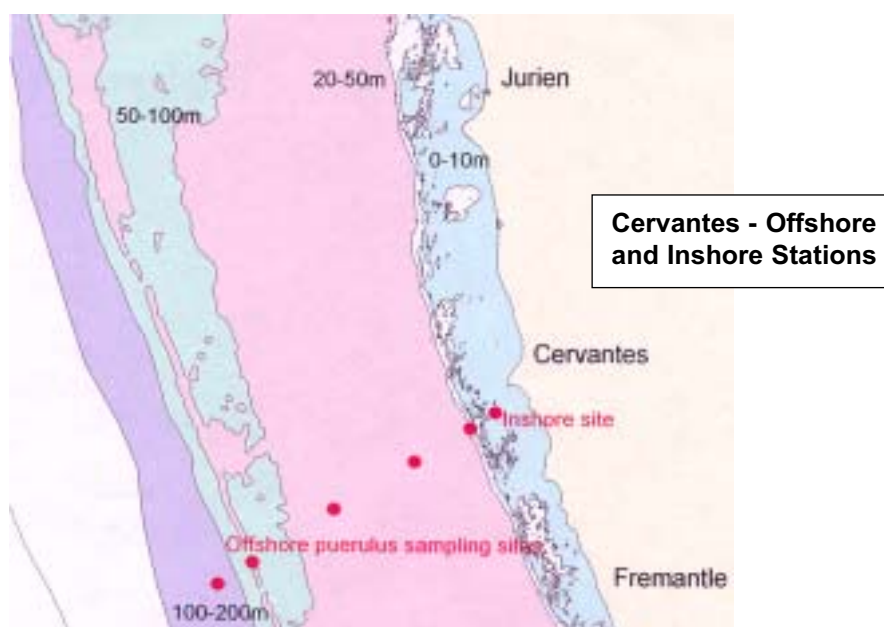 20-50m
Jurien
50-100m
0-10m
Cervantes - Offshore
and Inshore Stations
Cervantes
Inshore site
Offshore puerulus sampling sites
Fremantle
100-200m